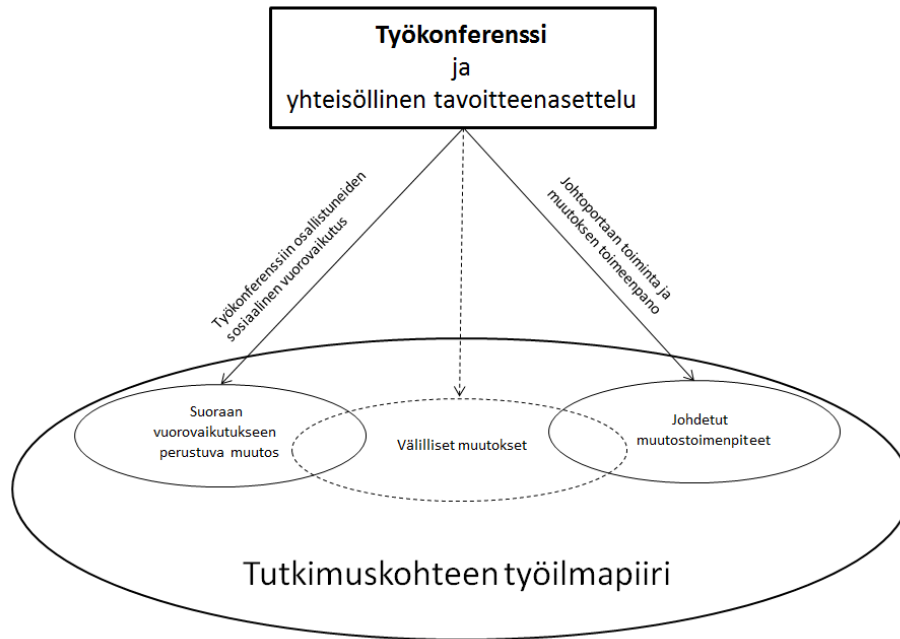 Työkonferenssi
ja
yhteisöllinen tavoitteenasettelu
Työkonferenssiin osallistuneiden
sosiaalinen vuorovaikutus
Johtoportaan toiminta ja
muutoksen toimeenpano
Suoraan
vuorovaikutukseen
perustuva muutos
Välilliset muutokset
Johdetut
muutostoimenpiteet
Tutkimuskohteen työilmapiiri